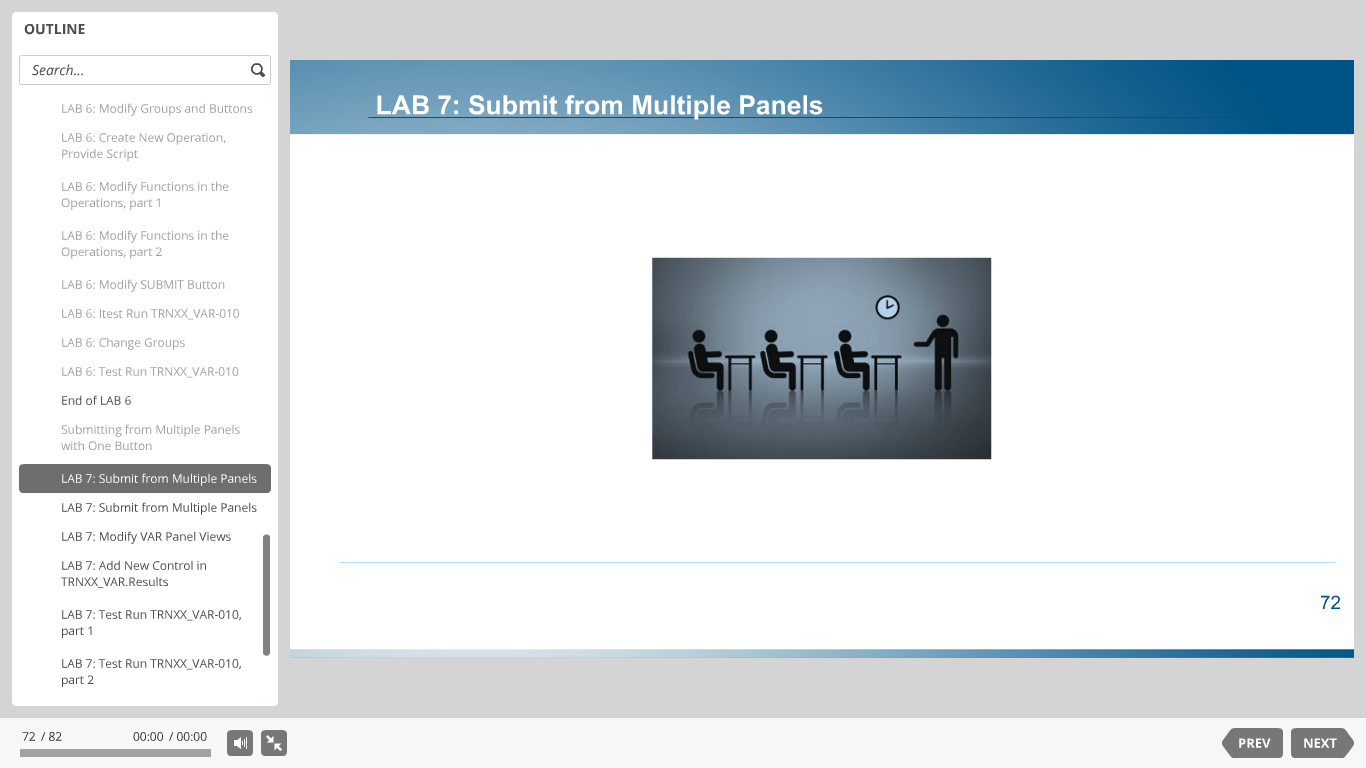 OUTLINE
Search...
LAB 6: Modify Groups and Buttons
LAB 6: Create New Operation,
Provide Script
LAB 6: Modify Functions in the
Operations, part 1
LAB 6: Modify Functions in the
Operations, part 2
LAB 6: Modify SUBMIT Button
LAB 6: Itest Run TRNXX_VAR-010
LAB 6: Change Groups
LAB 6: Test Run TRNXX_VAR-010
End of LAB 6
Submitting from Multiple Panels
with One Button
LAB 7: Submit from Multiple Panels
LAB 7: Submit from Multiple Panels
LAB 7: Modify VAR Panel Views
LAB 7: Add New Control in
TRNXX_VAR.Results
LAB 7: Test Run TRNXX_VAR-010,
part 1
LAB 7: Test Run TRNXX_VAR-010,
part 2
LAB 7: Submit from Multiple Panels
72
72 / 82
00:00 / 00:00
PREV
NEXT